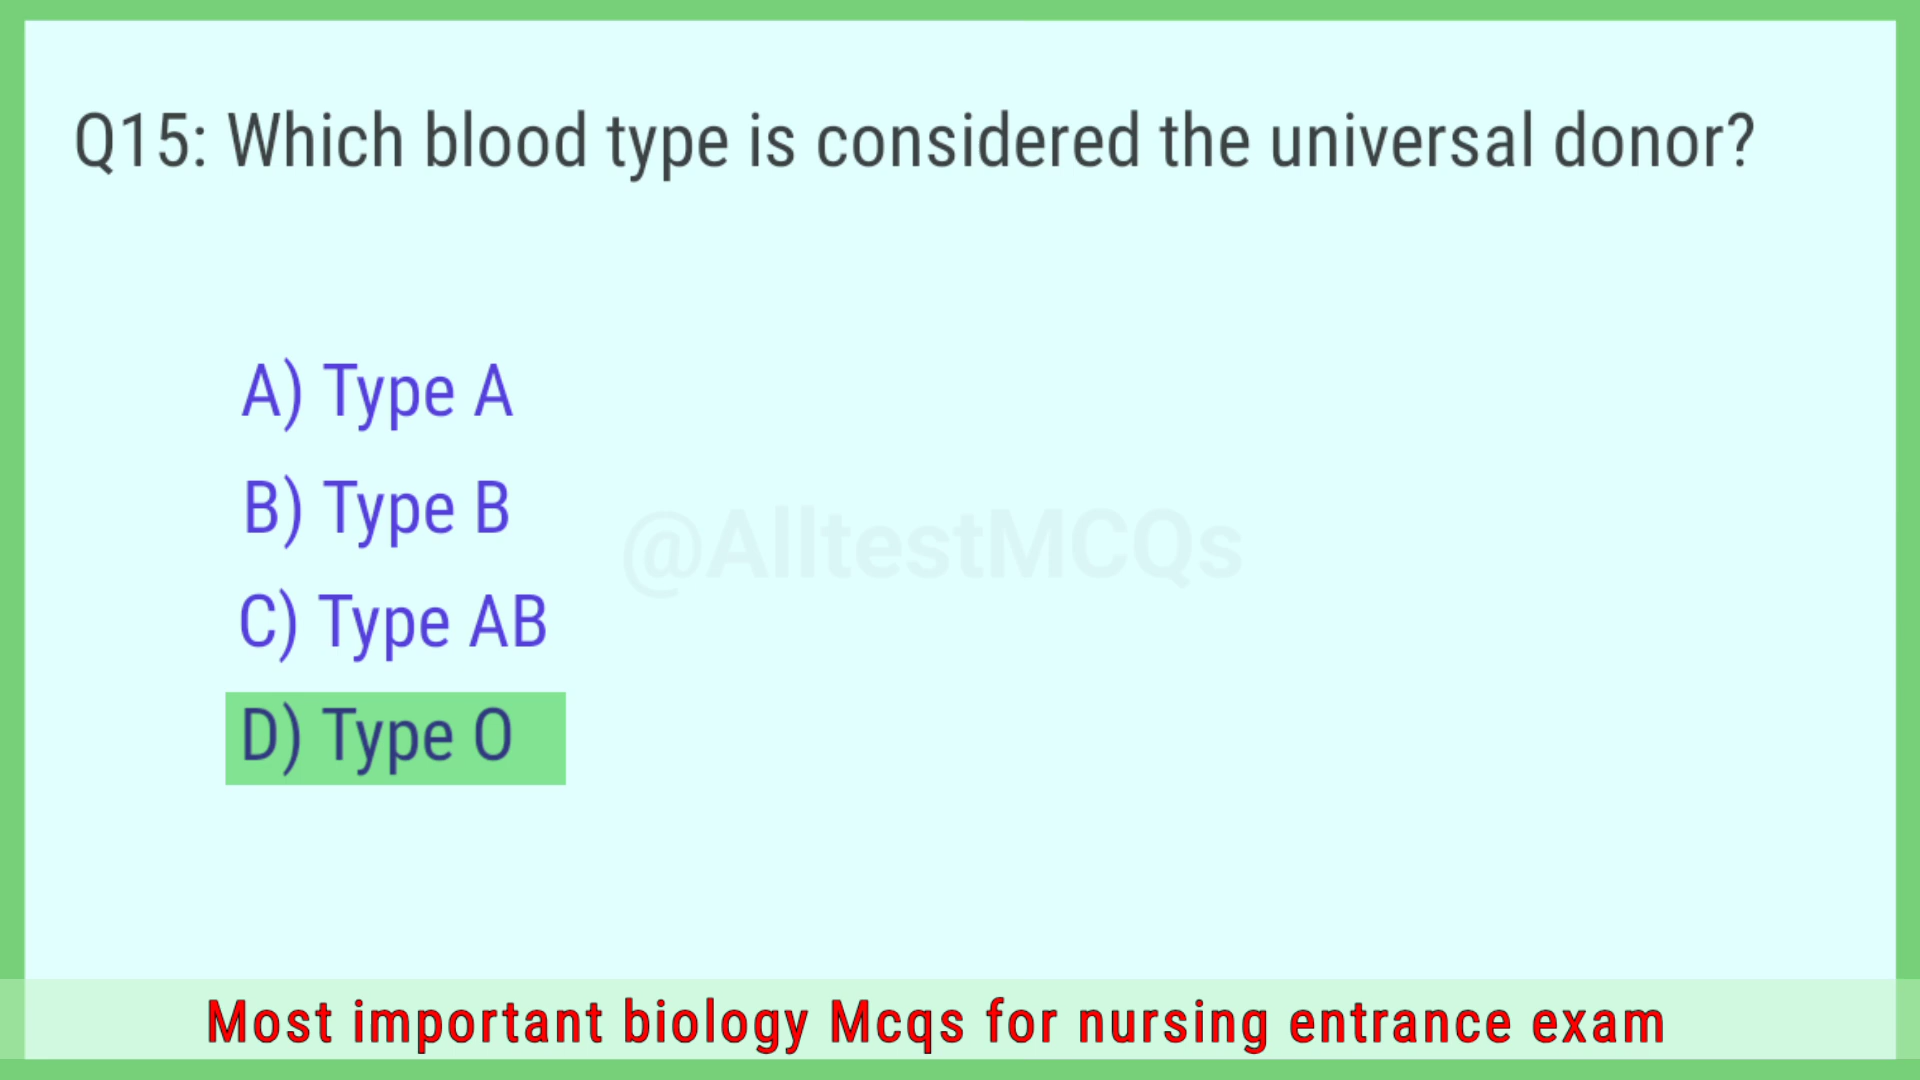 Q15: Which blood type is considered the universal donor?
A) Type A
B) Type B
@AlltestMCQs
C) Type AB
D) Type O
Most important biology Mcqs for nursing entrance exam